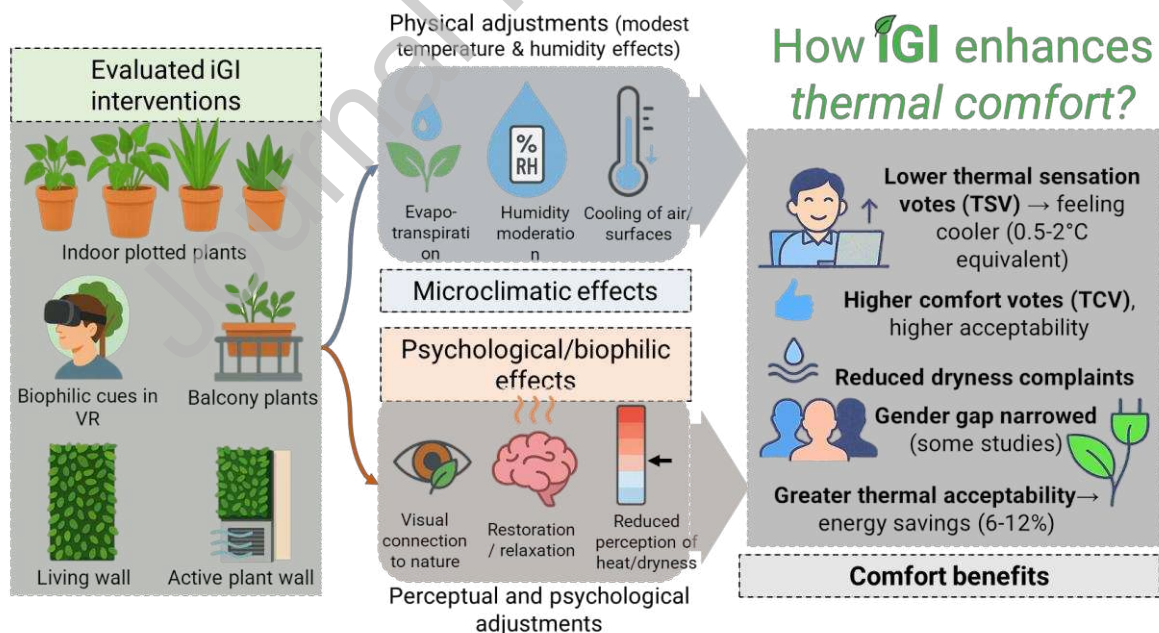 Evaluated iGI
interventions
Indoor plotted plants
Biophilic cues in
VR
Balcony plants
Living wall
Active plant wall
Physical adjustments (modest
temperature & humidity effects)
Evapo-
transpirati
on
Humidity
moderatio
n
% RH
Cooling of air/
surfaces
Microclimatic effects
Psychological/biophilic
effects
Visual
connection
to nature
Restoration
/ relaxation
Reduced
perception of
heat/dryness
Perceptual and psychological
adjustments
How iGI enhances
thermal comfort?
Lower thermal sensation
votes (TSV) → feeling
cooler (0.5-2°C
equivalent)
Higher comfort votes (TCV),
higher acceptability
Reduced dryness complaints
Gender gap narrowed
(some studies)
Greater thermal acceptability→
energy savings (6-12%)
Comfort benefits
Journal